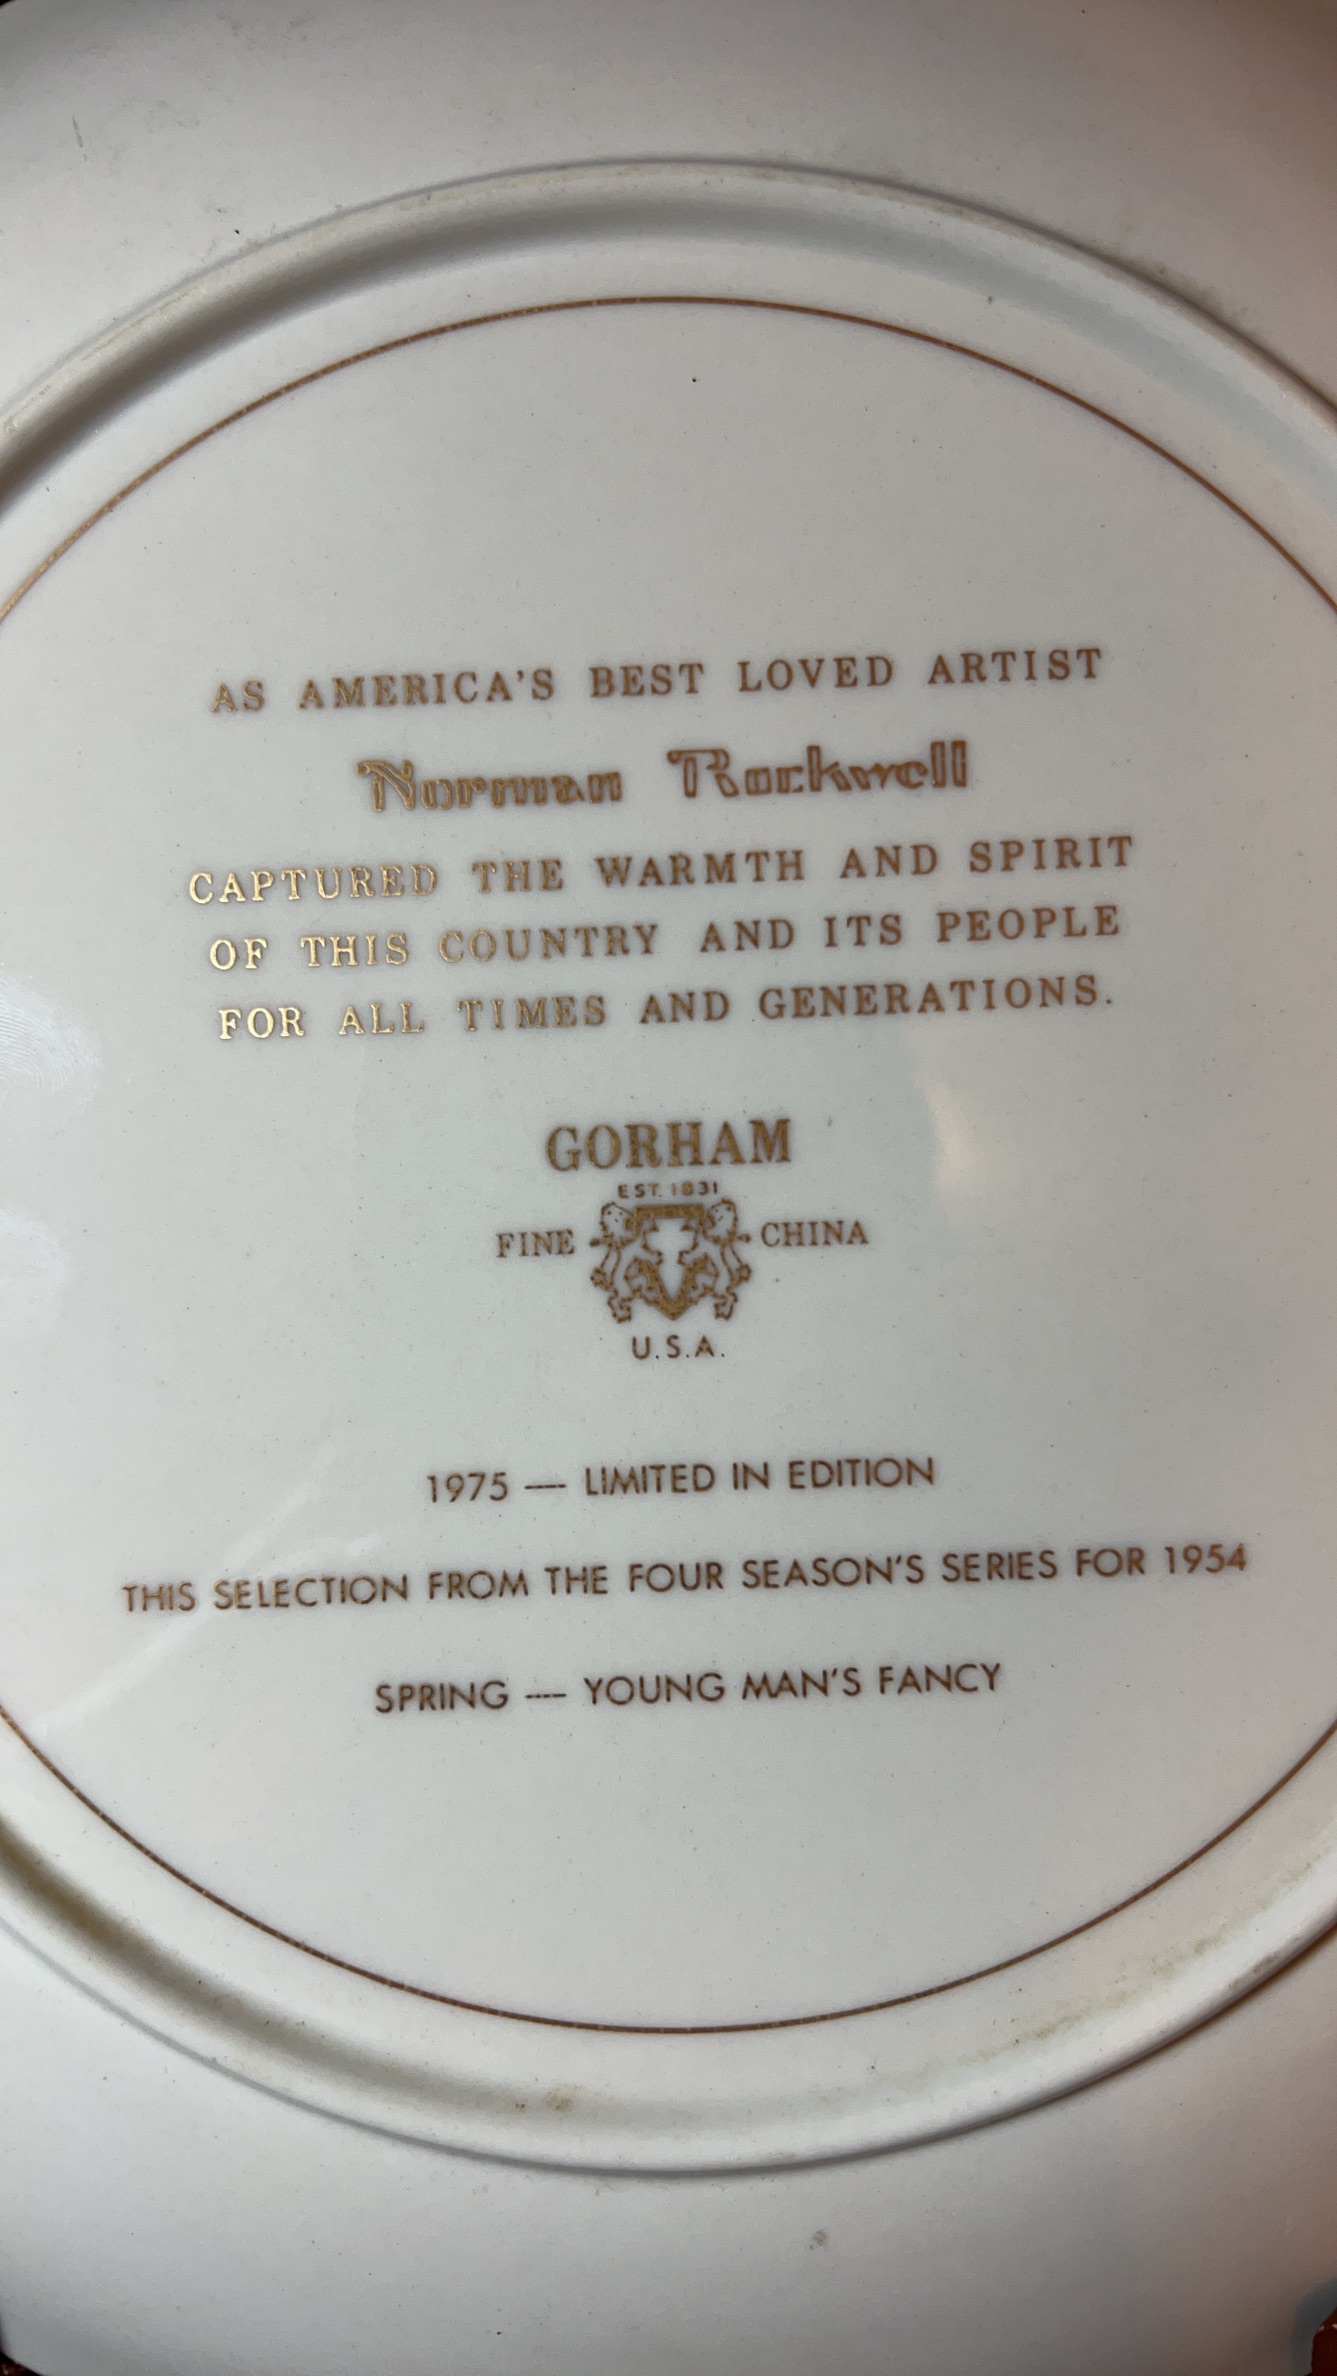 AS AMERICA'S BEST LOVED ARTIST
Norman Rockwell
CAPTURED THE WARMTH AND SPIRIT
OF THIS COUNTRY AND ITS PEOPLE
FOR ALL TIMES AND GENERATIONS.
GORHAM
EST. 1831
FINE CHINA
U.S.A.
1975 — LIMITED IN EDITION
THIS SELECTION FROM THE FOUR SEASON'S SERIES FOR 1954
SPRING — YOUNG MAN'S FANCY